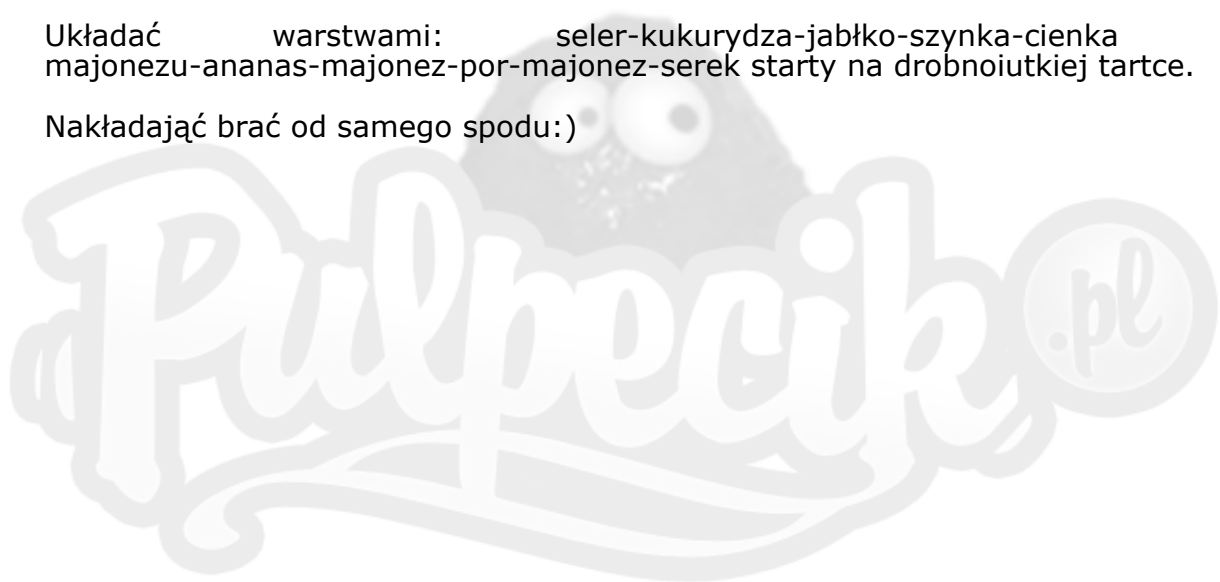 Układać warstwami: seler-kukurydza-jabłko-szynka-cienka
majonezu-ananas-majonez-por-majonez-serek starty na drobnoiutkiej tartce.
Nakładająć brać od samego spodu:)
Pulpecik.pl